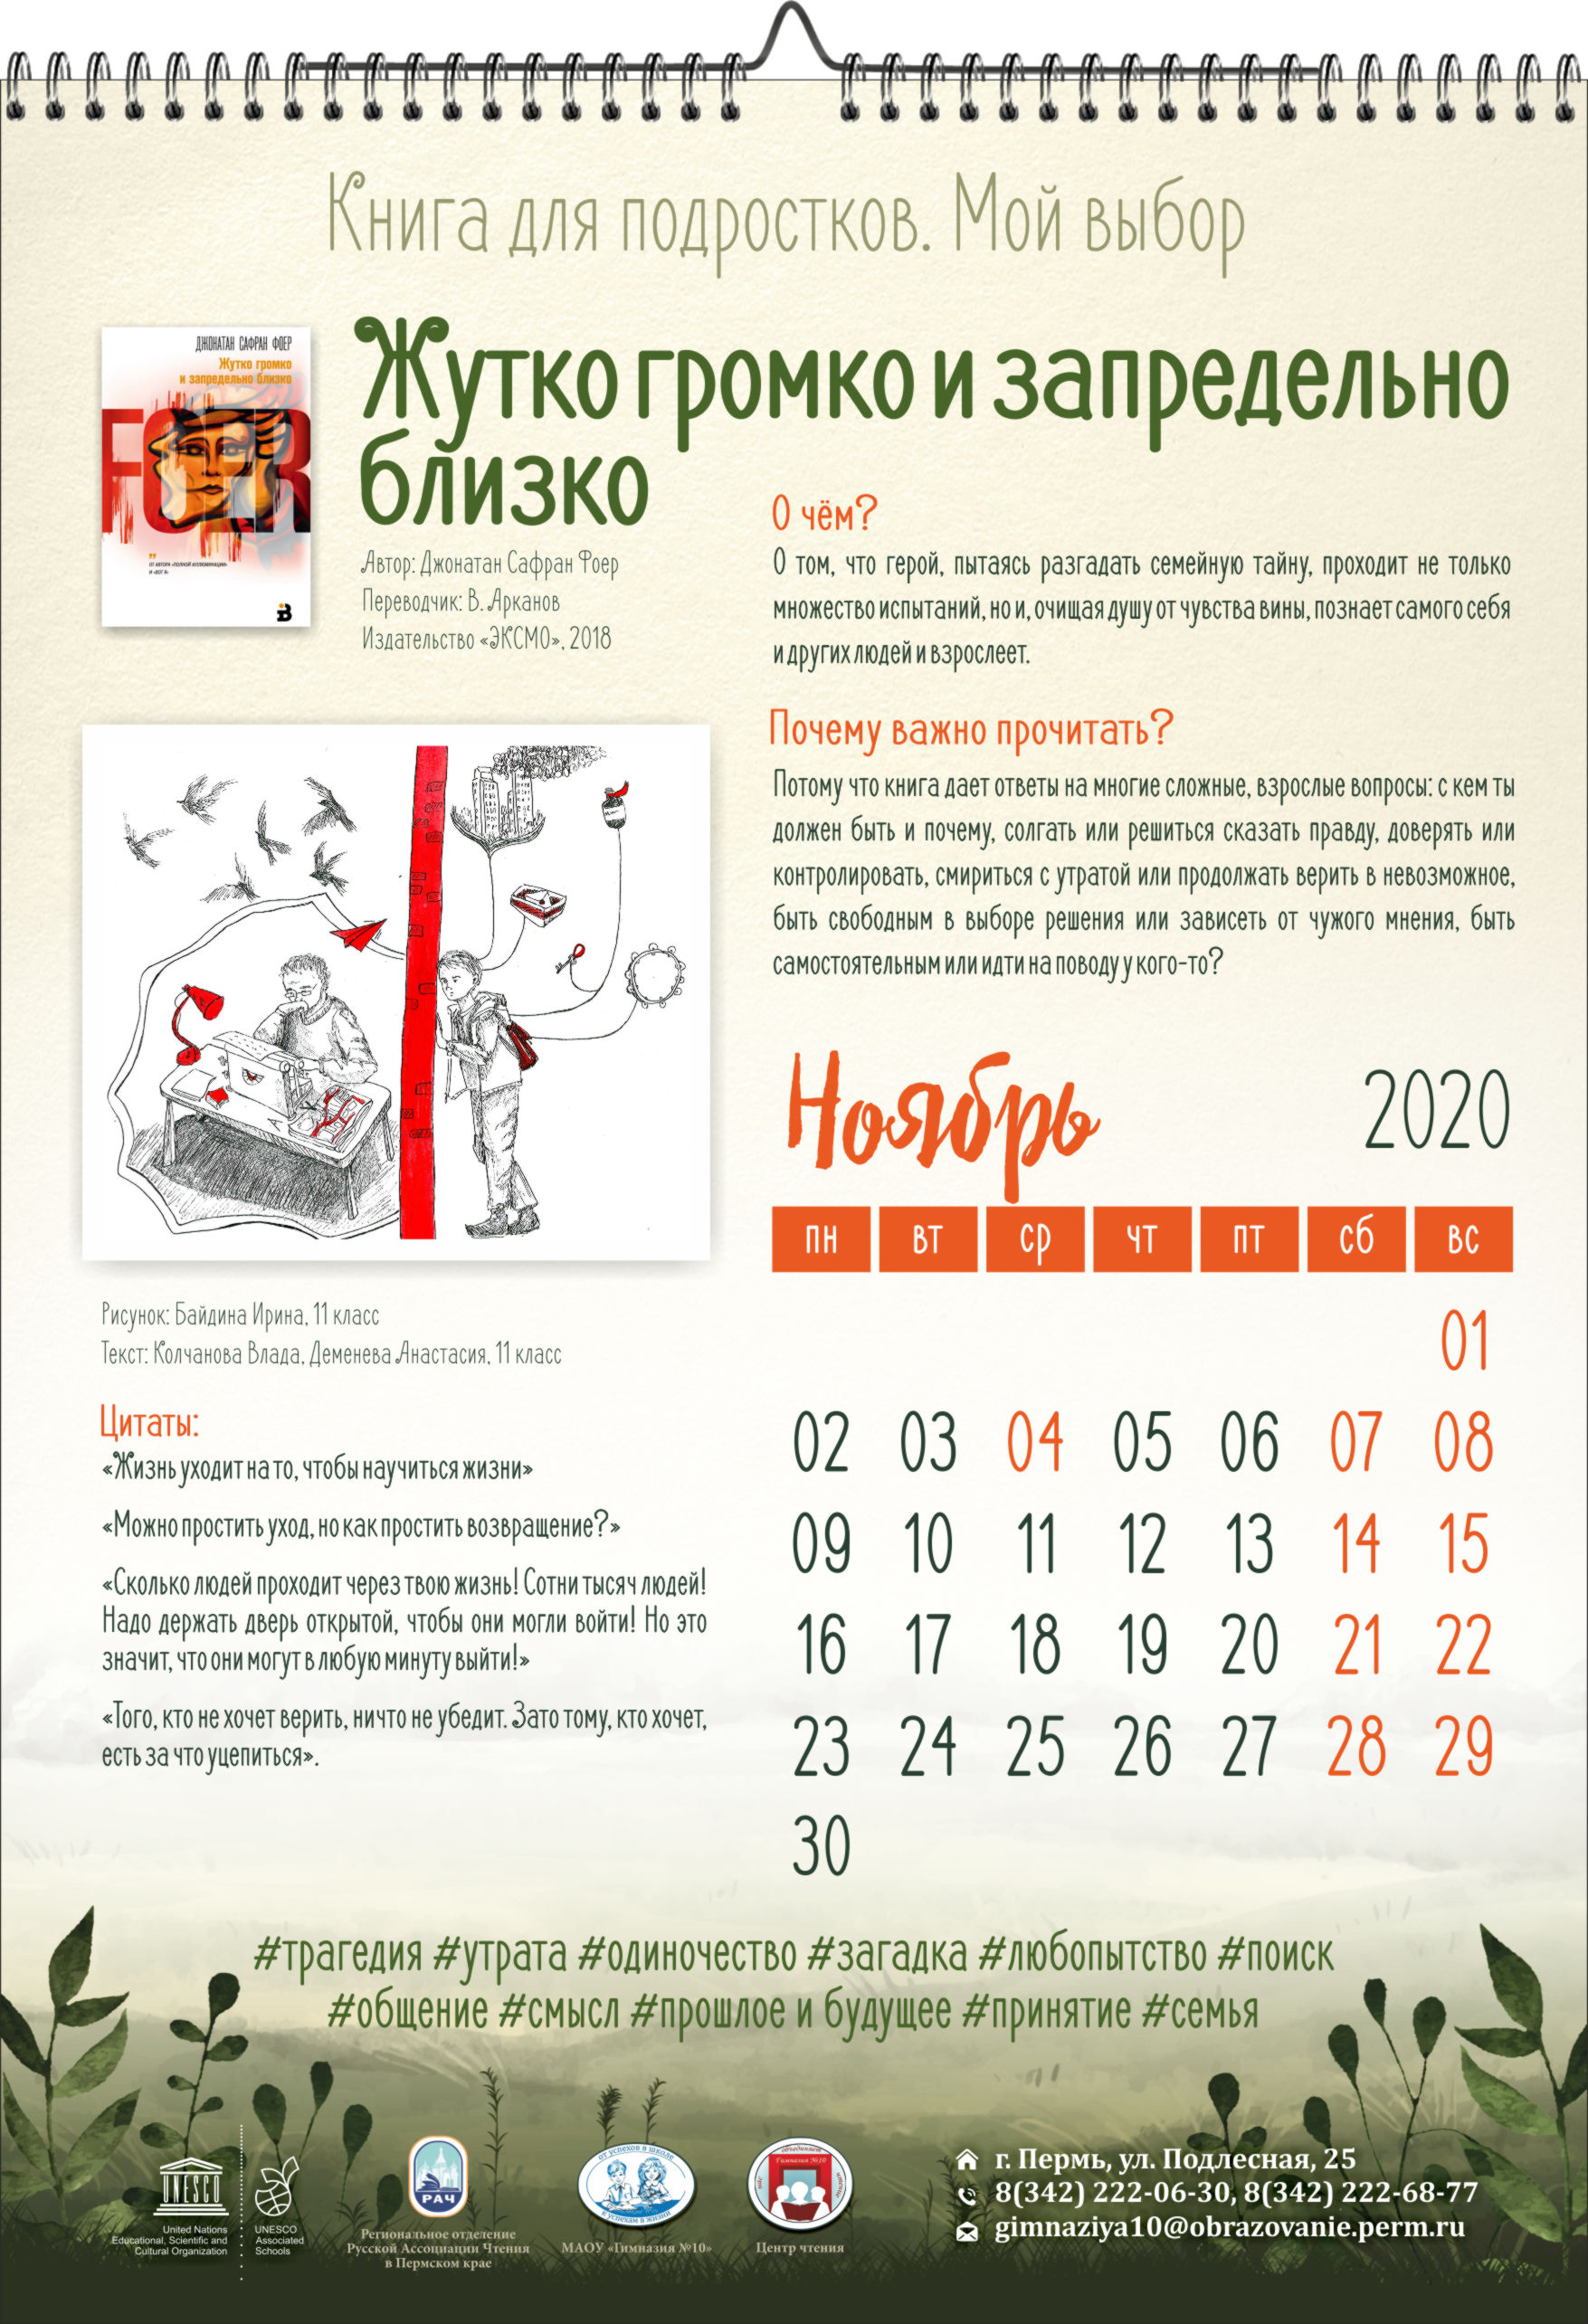 Книга для подростков. Мой выбор
ДЖОНАТАН САФРАН ФОЕР
Жутко громко
и запредельно близко
FOER
ОТ АВТОРА «ПОЛНОЙ ИЛЛЮМИНАЦИИ»
И «ВОТ Я»
Жутко громко и запредельно
близко
Автор: Джонатан Сафран Фоер
Переводчик: В. Арканов
Издательство «ЭКСМО», 2018
О чём?
О том, что герой, пытаясь разгадать семейную тайну, проходит не только
множество испытаний, но и, очищая душу от чувства вины, познает самого себя
и других людей и взрослеет.
Почему важно прочитать?
Потому что книга дает ответы на многие сложные, взрослые вопросы: с кем ты
должен быть и почему, солгать или решиться сказать правду, доверять или
контролировать, смириться с утратой или продолжать верить в невозможное,
быть свободным в выборе решения или зависеть от чужого мнения, быть
самостоятельным или идти на поводу у кого-то?
Рисунок: Байдина Ирина, 11 класс
Текст: Колчанова Влада, Деменева Анастасия, 11 класс
Цитаты:
«Жизнь уходит на то, чтобы научиться жизни»
«Можно простить уход, но как простить возвращение?»
«Сколько людей проходит через твою жизнь! Сотни тысяч людей!
Надо держать дверь открытой, чтобы они могли войти! Но это
значит, что они могут в любую минуту выйти!»
«Того, кто не хочет верить, ничто не убедит. Зато тому, кто хочет,
есть за что уцепиться».
Ноябрь 2020
пн вт ср чт пт сб вс
01
02 03 04 05 06 07 08
09 10 11 12 13 14 15
16 17 18 19 20 21 22
23 24 25 26 27 28 29
30
#трагедия #утрата #одиночество #загадка #любопытство #поиск
#общение #смысл #прошлое и будущее #принятие #семья
UNESCO
United Nations
Educational, Scientific and
Cultural Organization
UNESCO
Associated
Schools
РАЧ
Региональное отделение
Русской Ассоциации Чтения
в Пермском крае
от успехов в школе
к успехам в жизни
МАОУ «Гимназия №10»
Гимназия №10
Центр чтения
г. Пермь, ул. Подлесная, 25
8(342) 222-06-30, 8(342) 222-68-77
gimnaziya10@obrazovanie.perm.ru